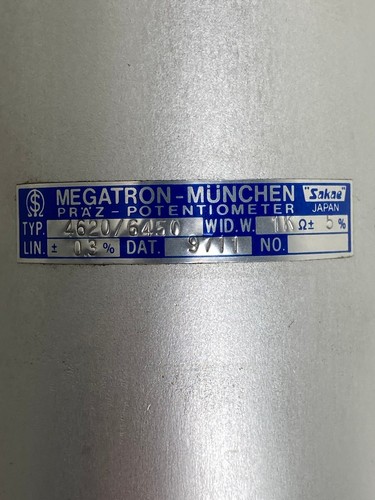 MEGATRON-MÜNCHEN "Sakae"
PRÄZ-POTENTIOMETER JAPAN
TYP. 4620/6450 WID.W. 1K Ω± 5 %
LIN. ± 0.3 % DAT. 9/11 NO.